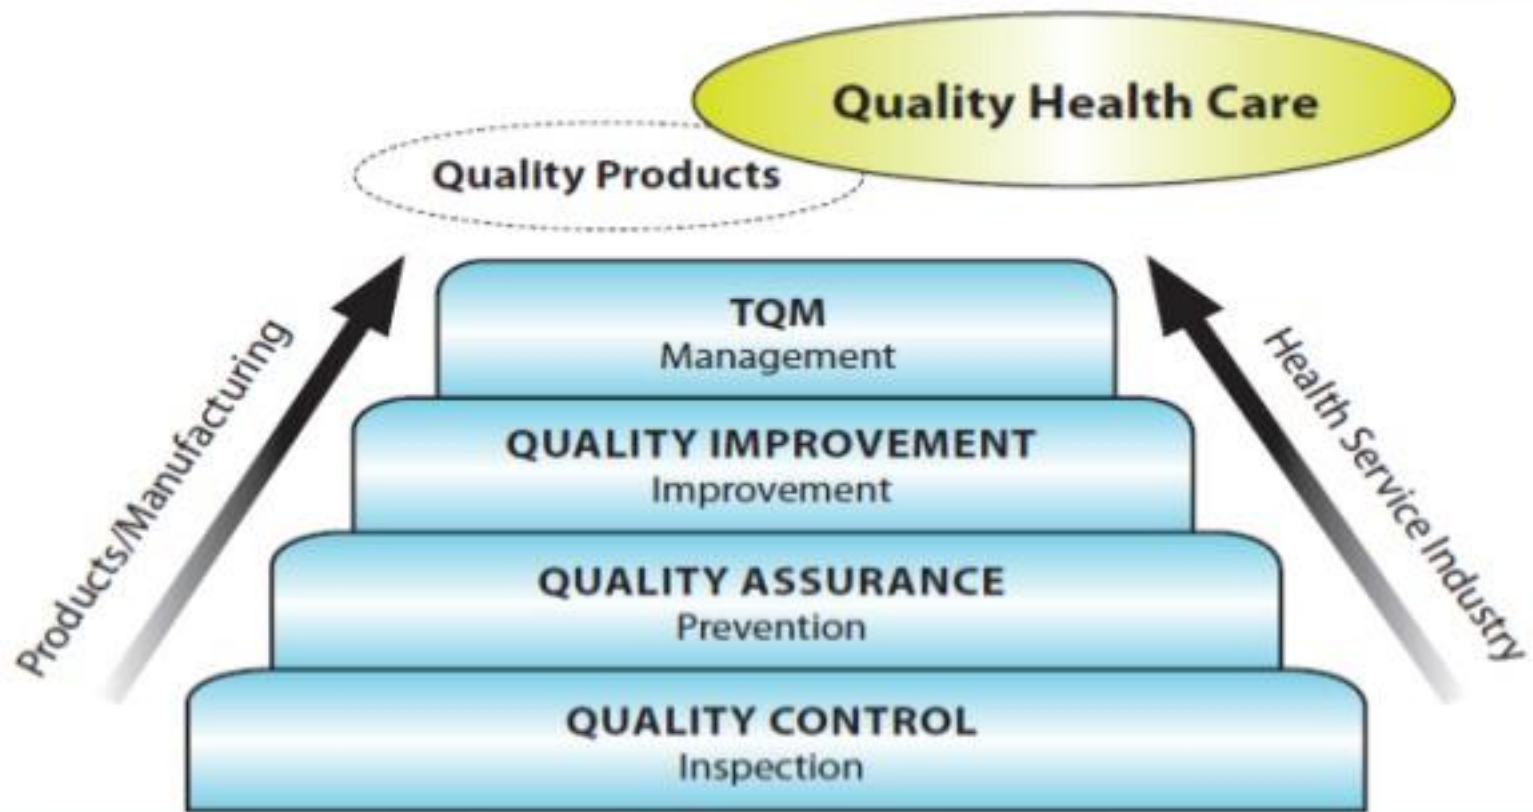 Quality Health Care
Quality Products
Products/Manufacturing
Health Service Industry
TQM
Management
QUALITY IMPROVEMENT
Improvement
QUALITY ASSURANCE
Prevention
QUALITY CONTROL
Inspection